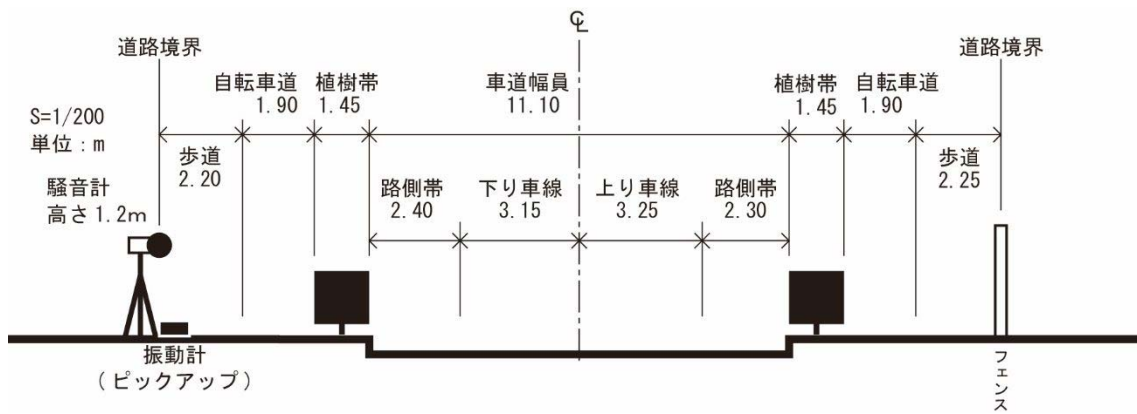 ℄
道路境界
道路境界
自転車道
1.90
植樹帯
1.45
車道幅員
11.10
植樹帯
1.45
自転車道
1.90
S=1/200
単位：m
歩道
2.20
歩道
2.25
騒音計
高さ1.2m
路側帯
2.40
下り車線
3.15
上り車線
3.25
路側帯
2.30
振動計
(ピックアップ)
フェンス